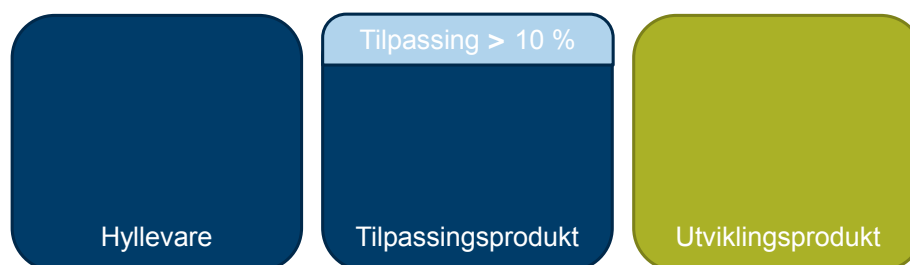 Tilpassing > 10 %
Hyllevare
Tilpassingsprodukt
Utviklingsprodukt